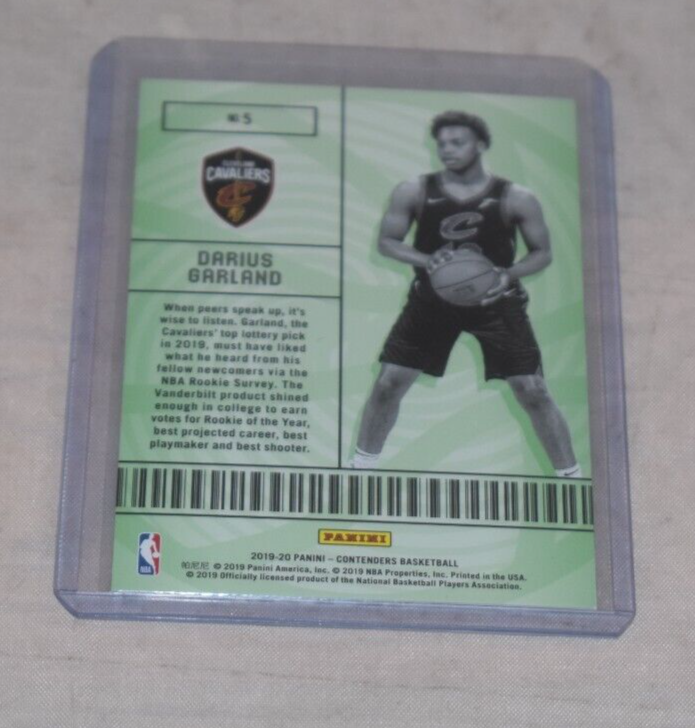 No. 5
CLEVELAND
CAVALIERS
C
DARIUS
GARLAND
When peers speak up, it's
wise to listen. Garland, the
Cavaliers' top lottery pick
in 2019, must have liked
what he heard from his
fellow newcomers via the
NBA Rookie Survey. The
Vanderbilt product shined
enough in college to earn
votes for Rookie of the Year,
best projected career, best
playmaker and best shooter.
C
PANINI
2019-20 PANINI – CONTENDERS BASKETBALL
© 2019 Panini America, Inc. © 2019 NBA Properties, Inc. Printed in the USA.
© 2019 Officially licensed product of the National Basketball Players Association.
NBA